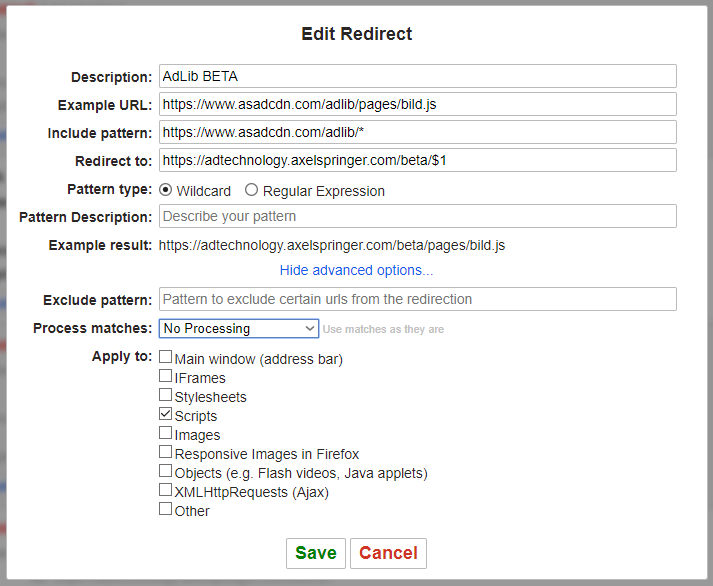 Edit Redirect
Description: AdLib BETA
Example URL: https://www.asadcdn.com/adlib/pages/bild.js
Include pattern: https://www.asadcdn.com/adlib/*
Redirect to: https://adtechnology.axelspringer.com/beta/$1
Pattern type: Wildcard Regular Expression
Pattern Description: Describe your pattern
Example result: https://adtechnology.axelspringer.com/beta/pages/bild.js
Hide advanced options...
Exclude pattern: Pattern to exclude certain urls from the redirection
Process matches: No Processing Use matches as they are
Apply to: Main window (address bar)
IFrames
Stylesheets
Scripts
Images
Responsive Images in Firefox
Objects (e.g. Flash videos, Java applets)
XMLHttpRequests (Ajax)
Other
Save Cancel